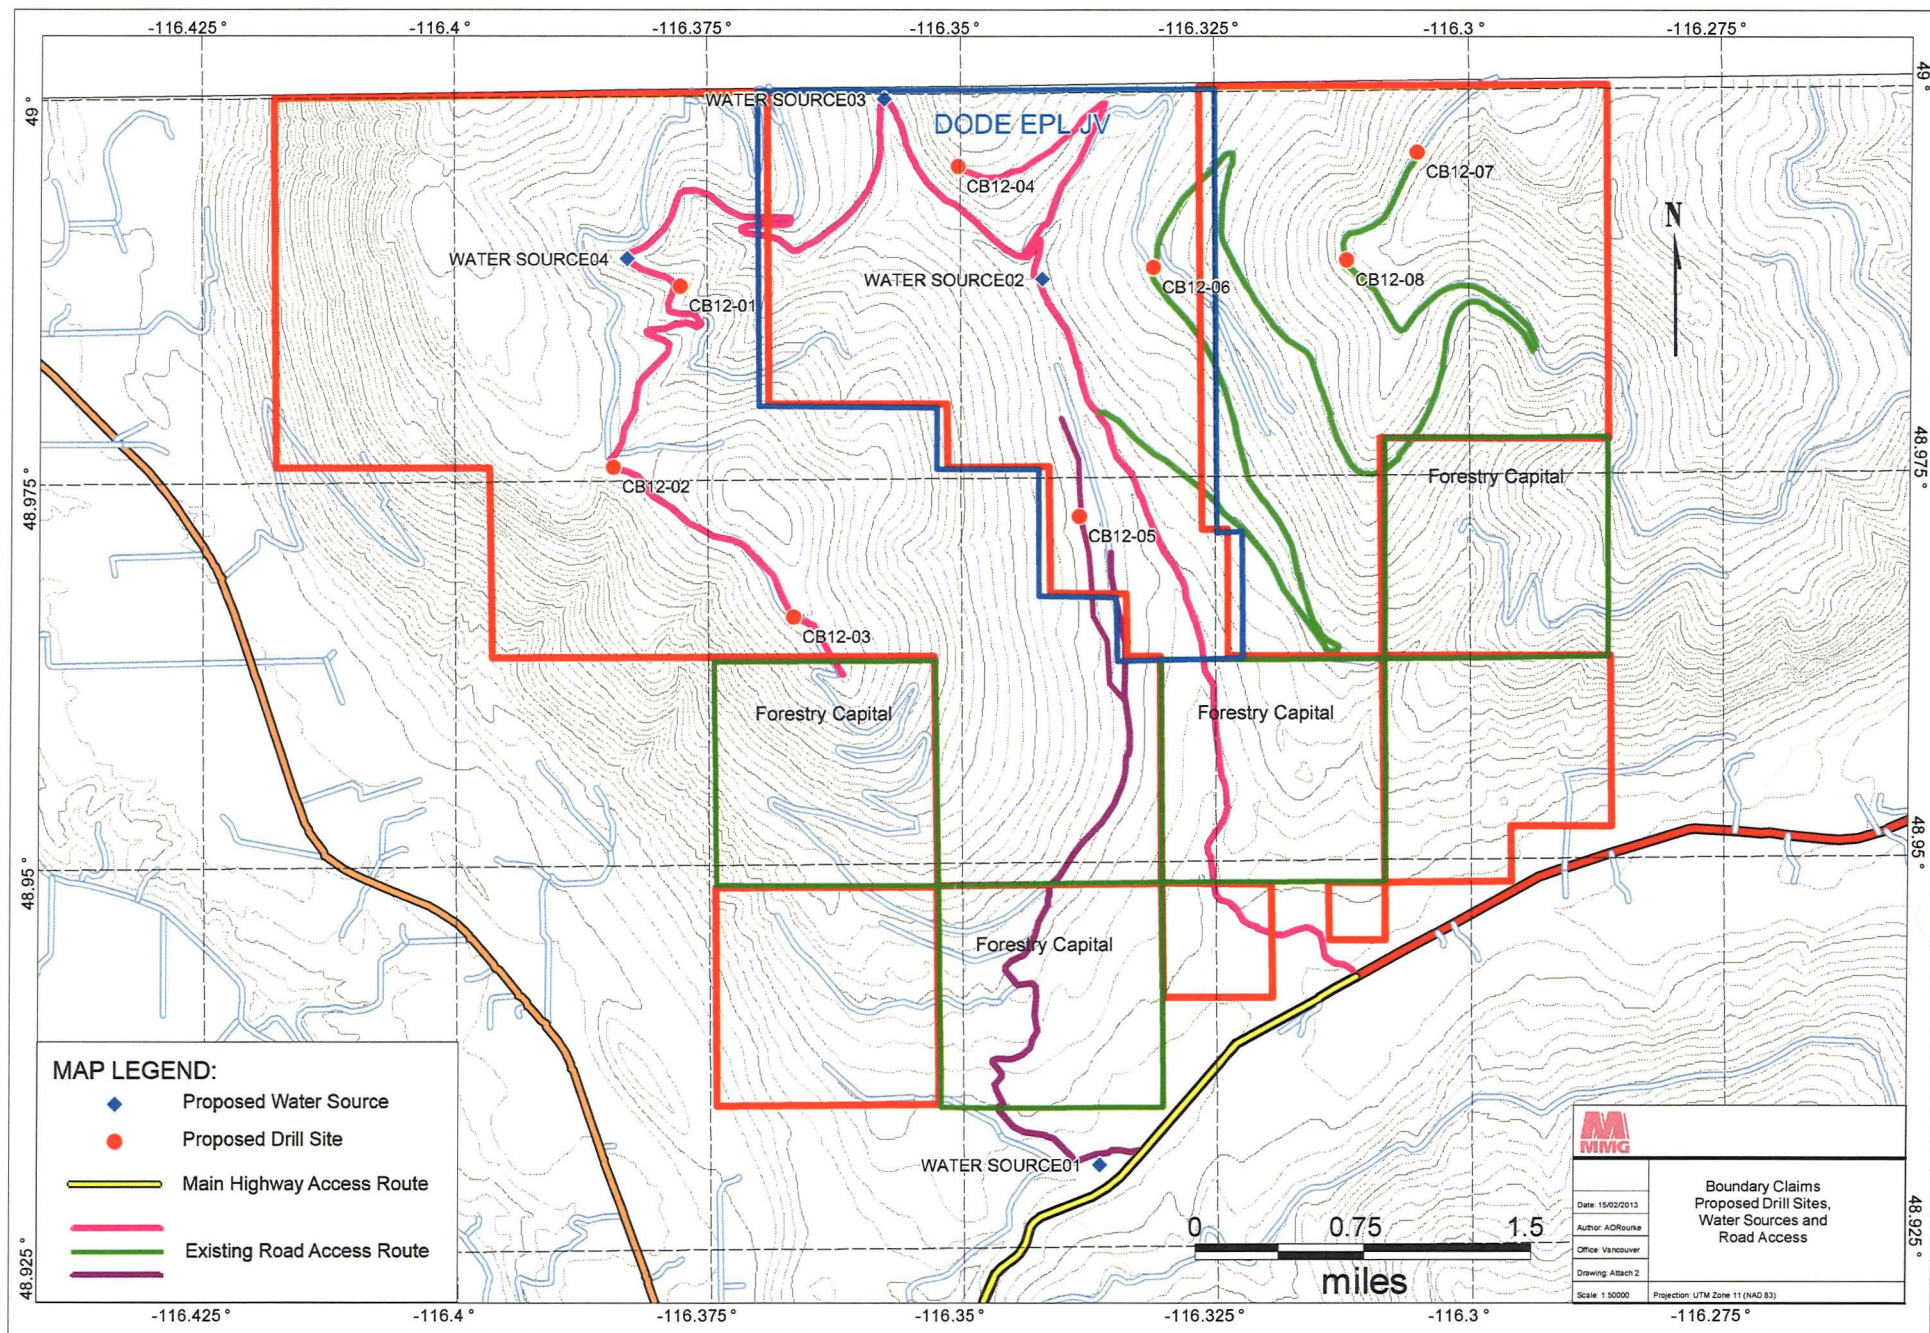 -116.425 °
-116.4 °
-116.375 °
-116.35 °
-116.325 °
-116.3 °
-116.275 °
49 °
49 °
WATER SOURCE03
DODE EPL JV
CB12-04
CB12-07
N
WATER SOURCE04
WATER SOURCE02
CB12-06
CB12-08
CB12-01
48.975 °
48.975 °
CB12-02
Forestry Capital
CB12-05
CB12-03
Forestry Capital
Forestry Capital
48.95 °
48.95 °
Forestry Capital
WATER SOURCE01
MAP LEGEND:
Proposed Water Source
Proposed Drill Site
Main Highway Access Route
Existing Road Access Route
0 0.75 1.5
miles
MMG
Boundary Claims
Proposed Drill Sites,
Water Sources and
Road Access
Date: 15/02/2013
Author: AORourke
Office: Vancouver
Drawing: Attach 2
Scale: 1:50000
Projection: UTM Zone 11 (NAD 83)
48.925 °
48.925 °
-116.425 °
-116.4 °
-116.375 °
-116.35 °
-116.325 °
-116.3 °
-116.275 °